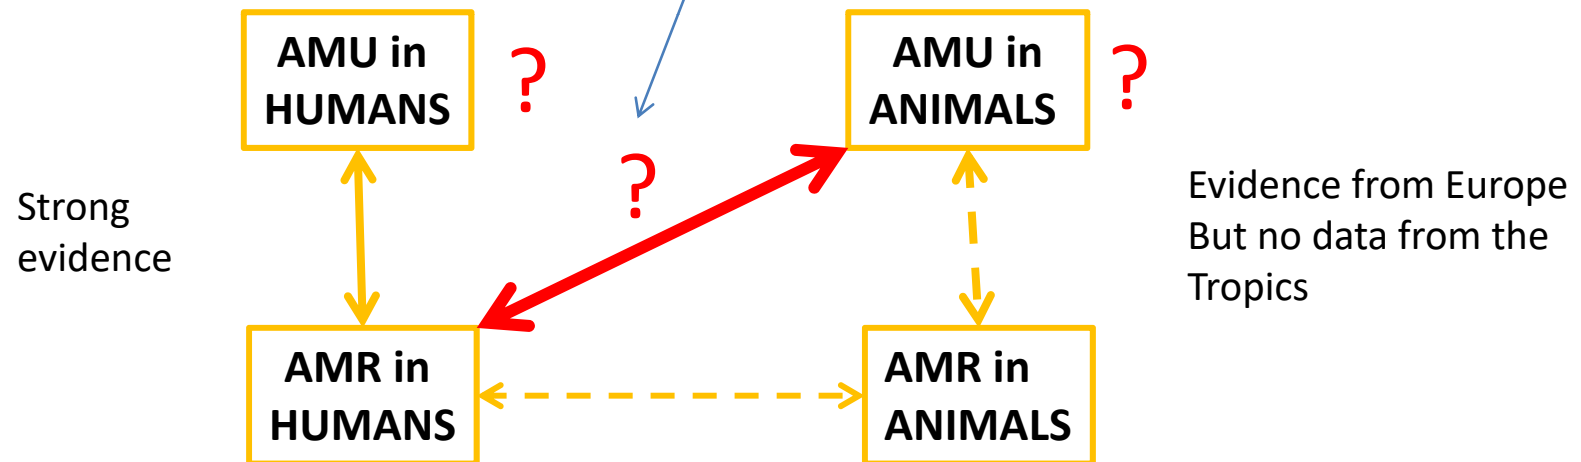 AMU in
HUMANS
?
AMU in
ANIMALS
?
?
Strong
evidence
Evidence from Europe
But no data from the
Tropics
AMR in
HUMANS
AMR in
ANIMALS